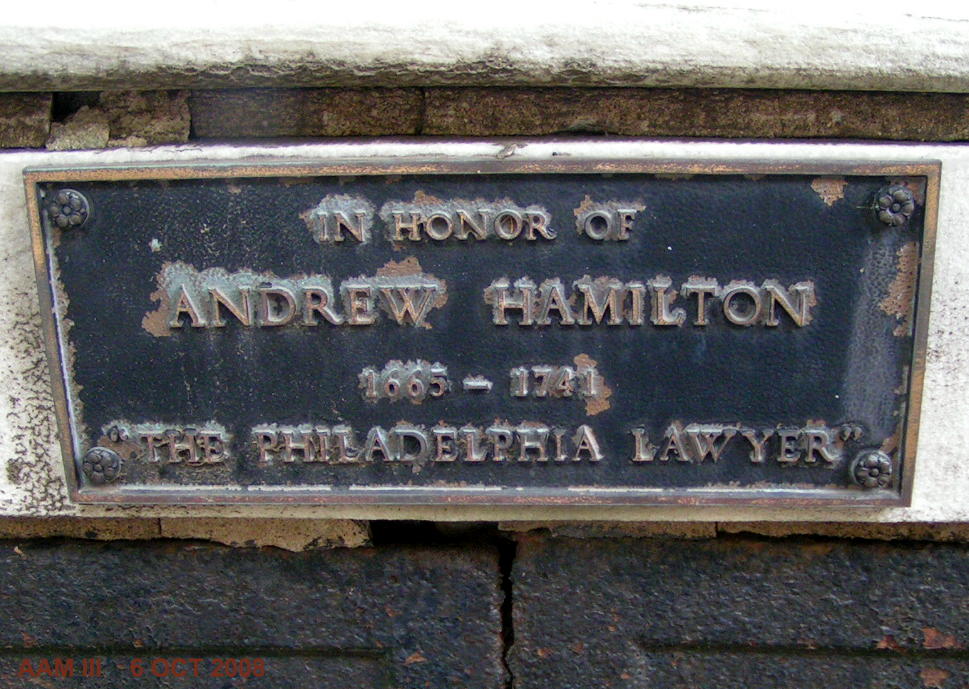 IN HONOR OF
ANDREW HAMILTON
1665 - 1741
"THE PHILADELPHIA LAWYER"
AAM III - 6 OCT 2008